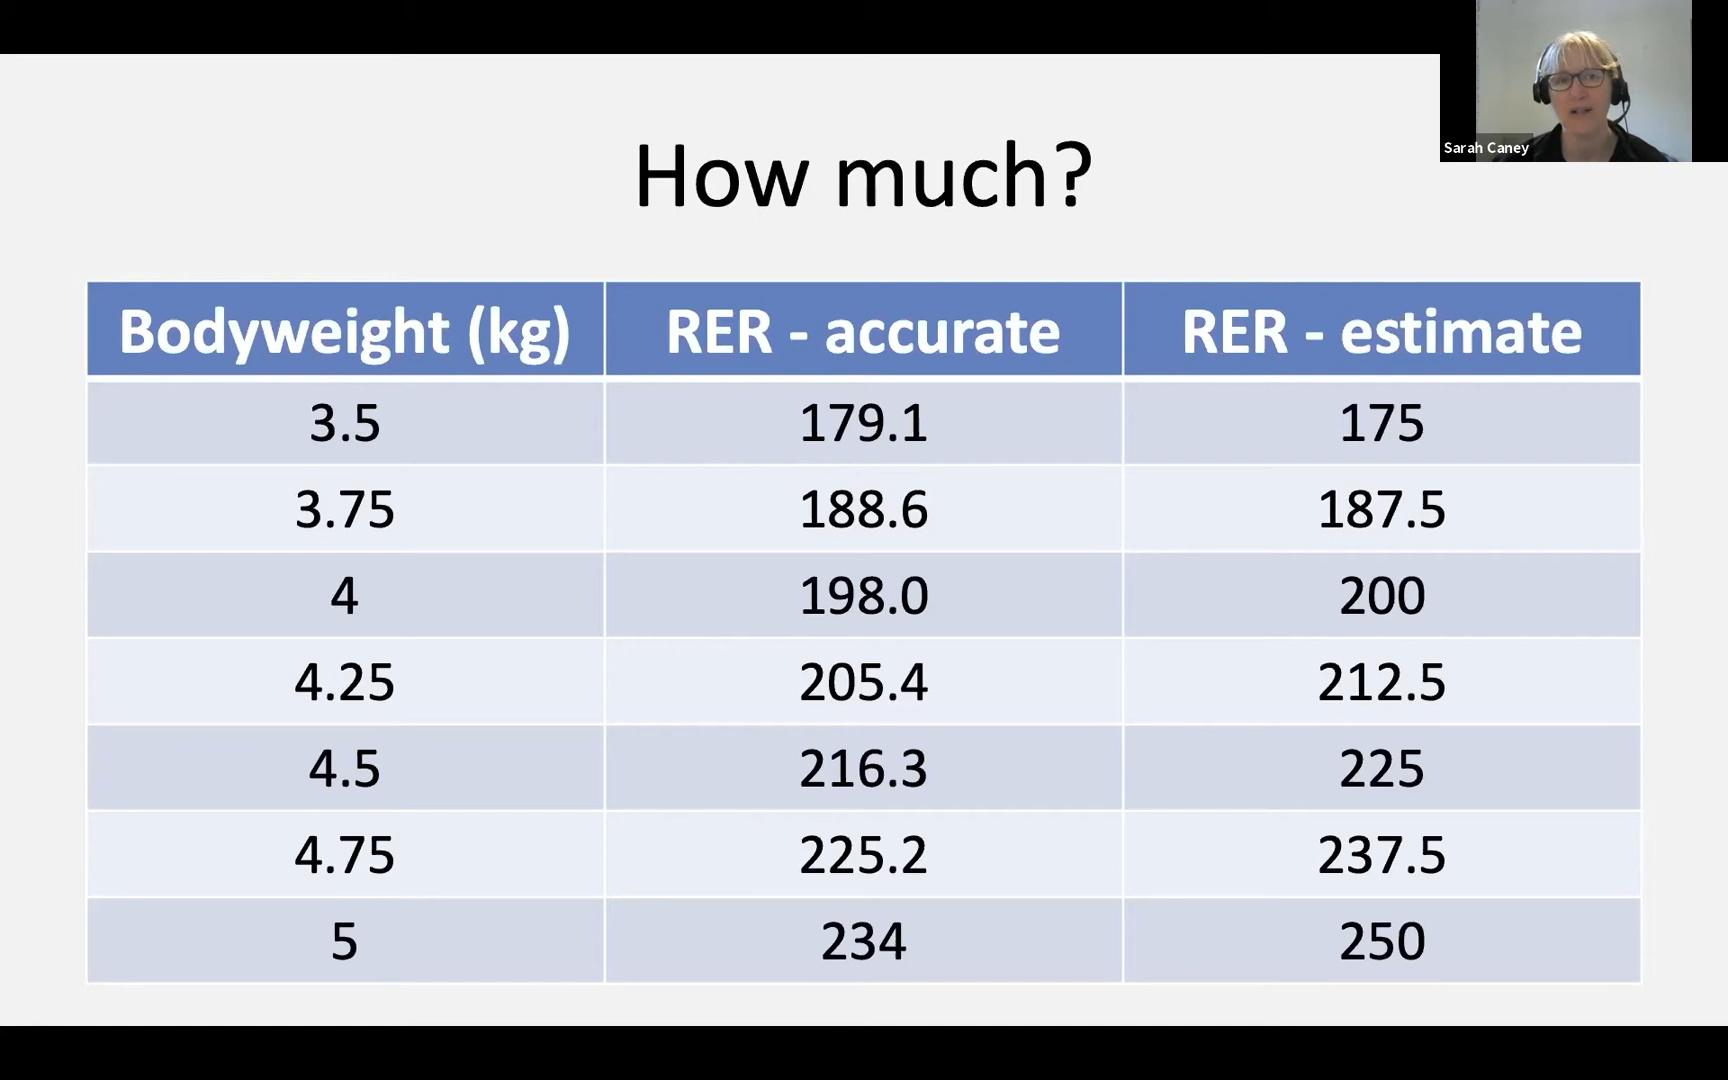 Sarah Caney
How much?
Bodyweight (kg) RER - accurate RER - estimate
3.5 179.1 175
3.75 188.6 187.5
4 198.0 200
4.25 205.4 212.5
4.5 216.3 225
4.75 225.2 237.5
5 234 250